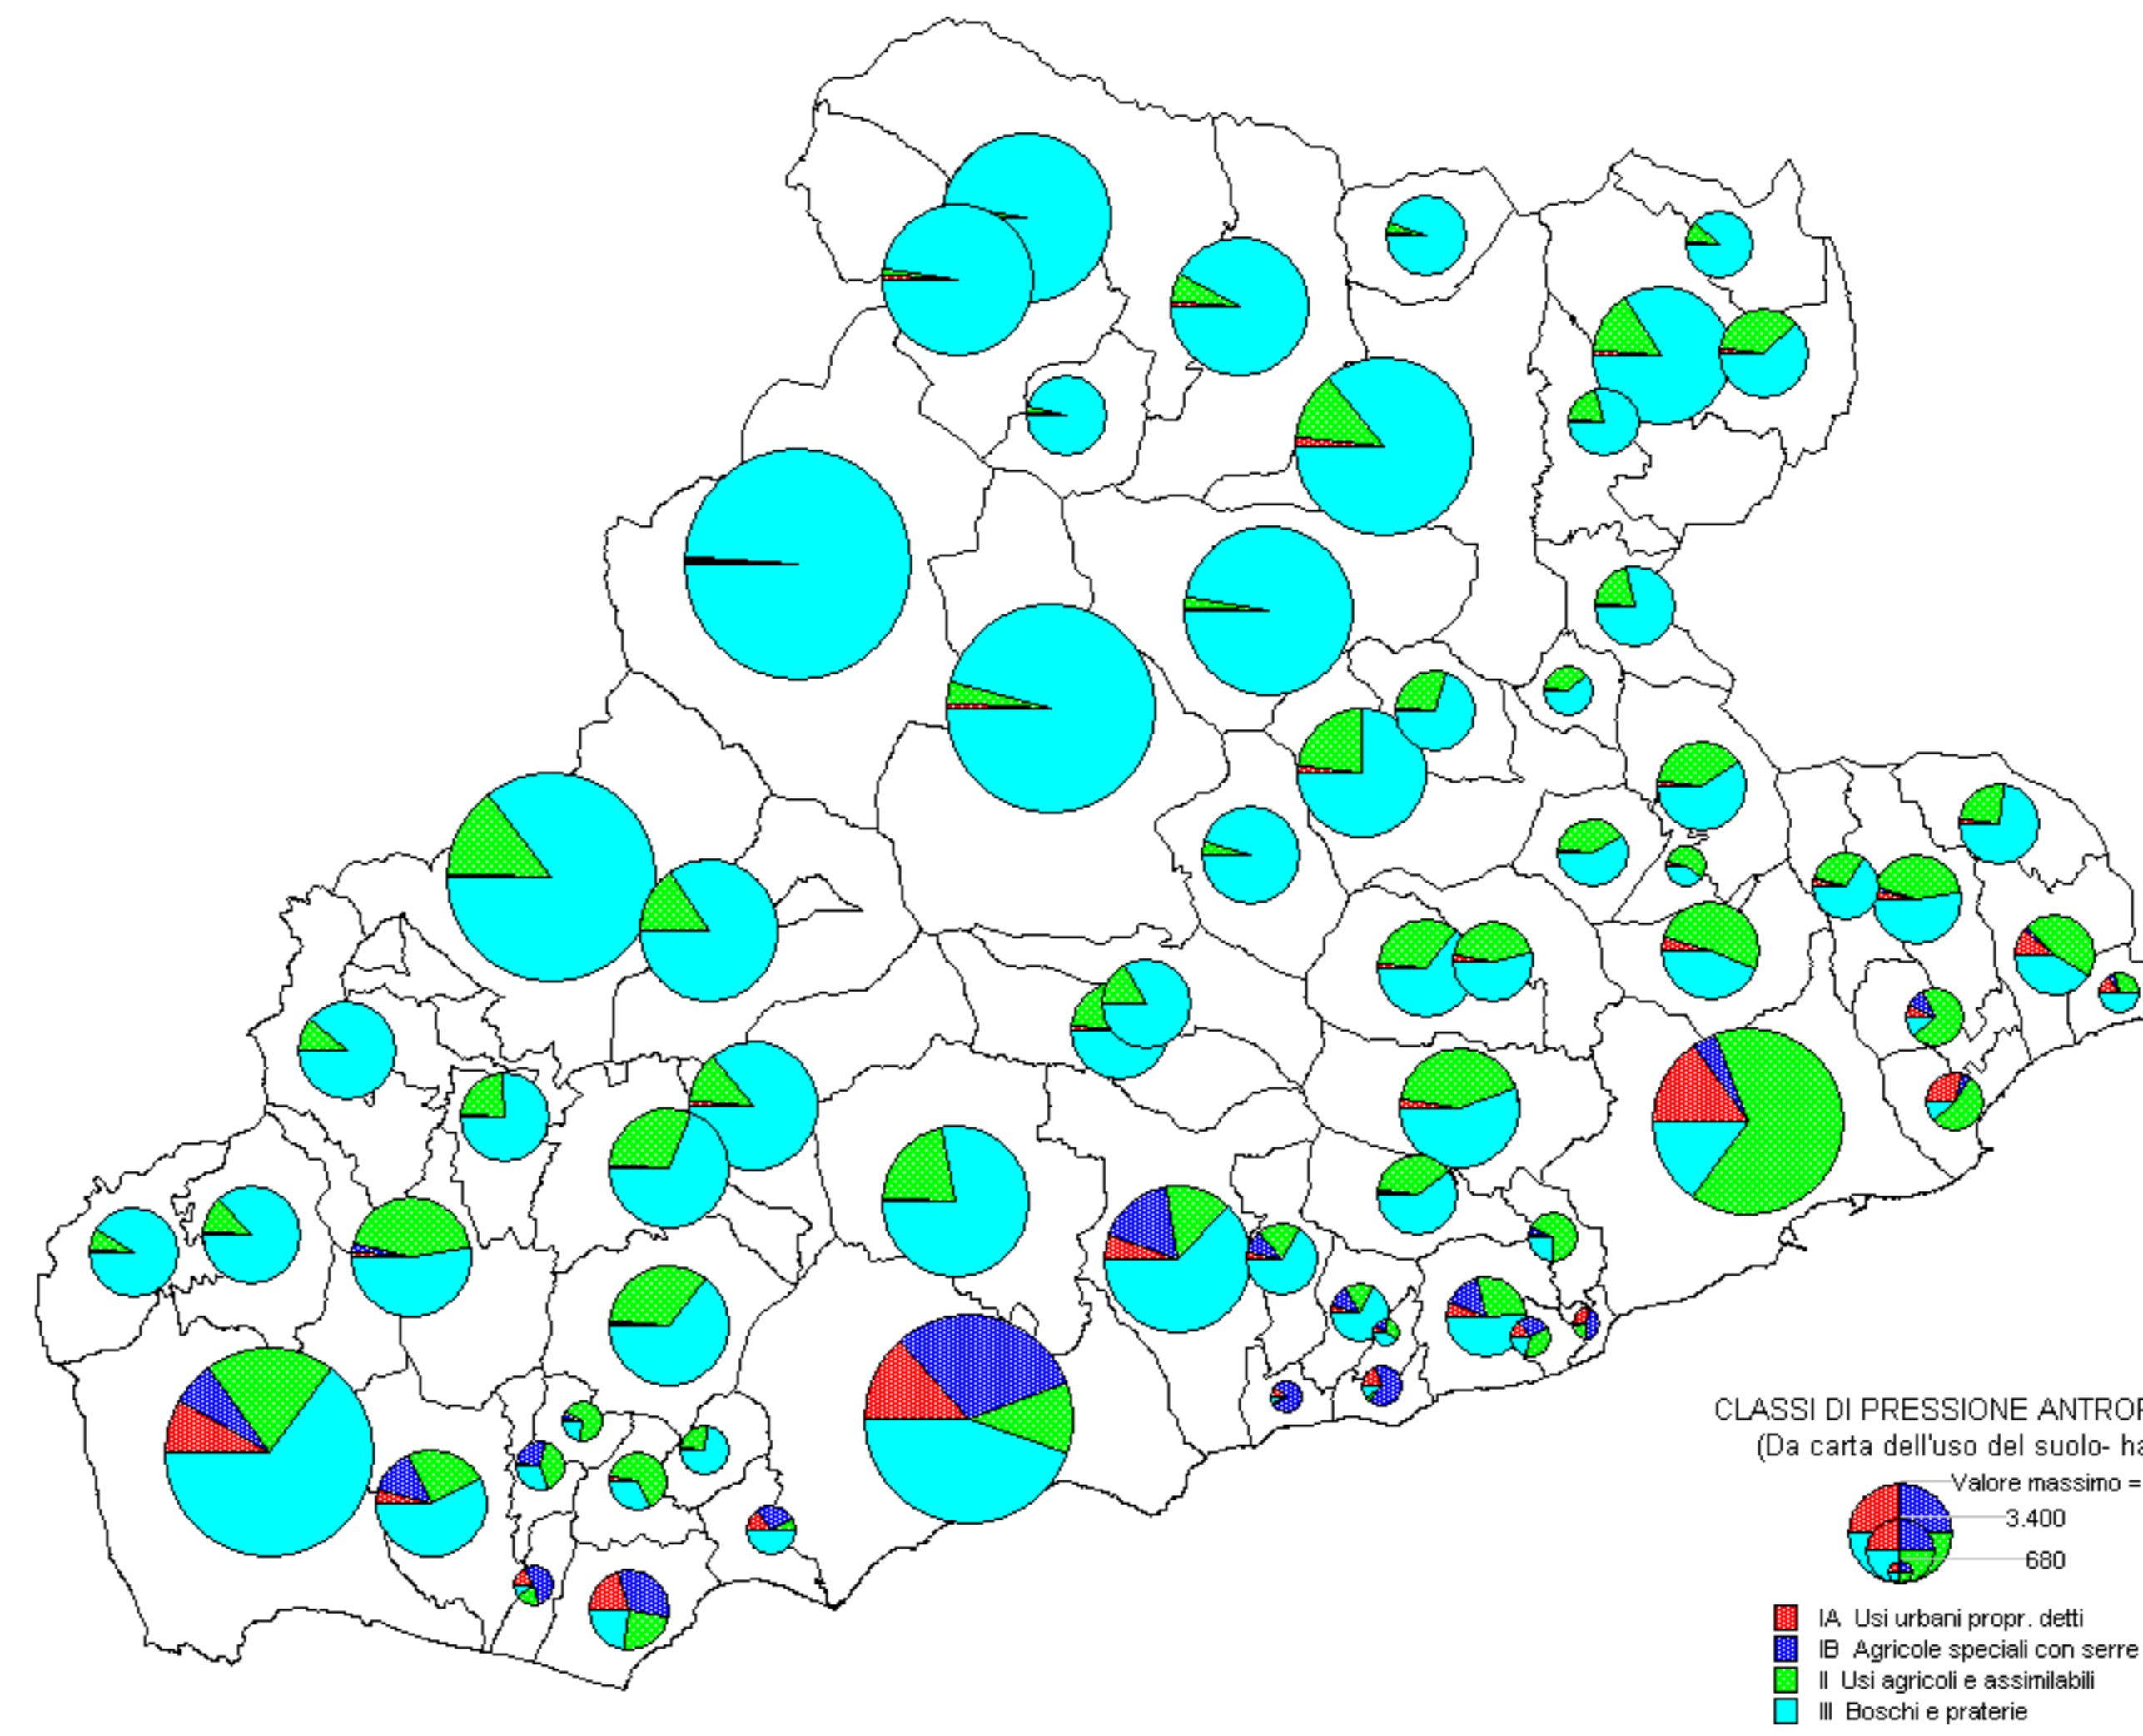 CLASSI DI PRESSIONE ANTROP
(Da carta dell'uso del suolo- ha
Valore massimo =
3.400
680
IA Usi urbani propr. detti
IB Agricole speciali con serre
II Usi agricoli e assimilabili
III Boschi e praterie